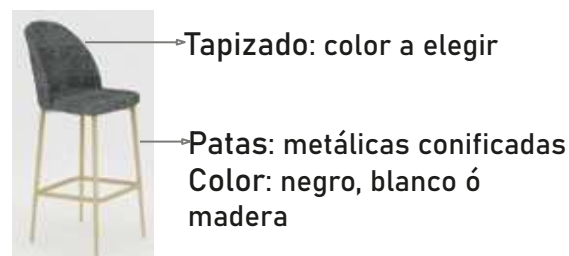 Tapizado: color a elegir
Patas: metálicas conificadas
Color: negro, blanco ó
madera